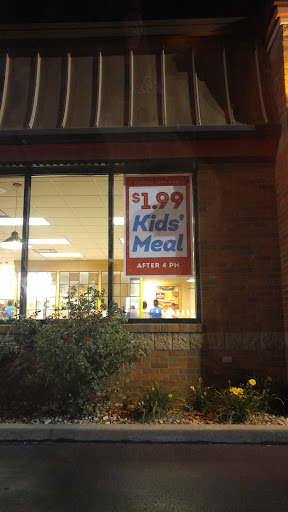 $1.99
Kids'
Meal
AFTER 4 PM